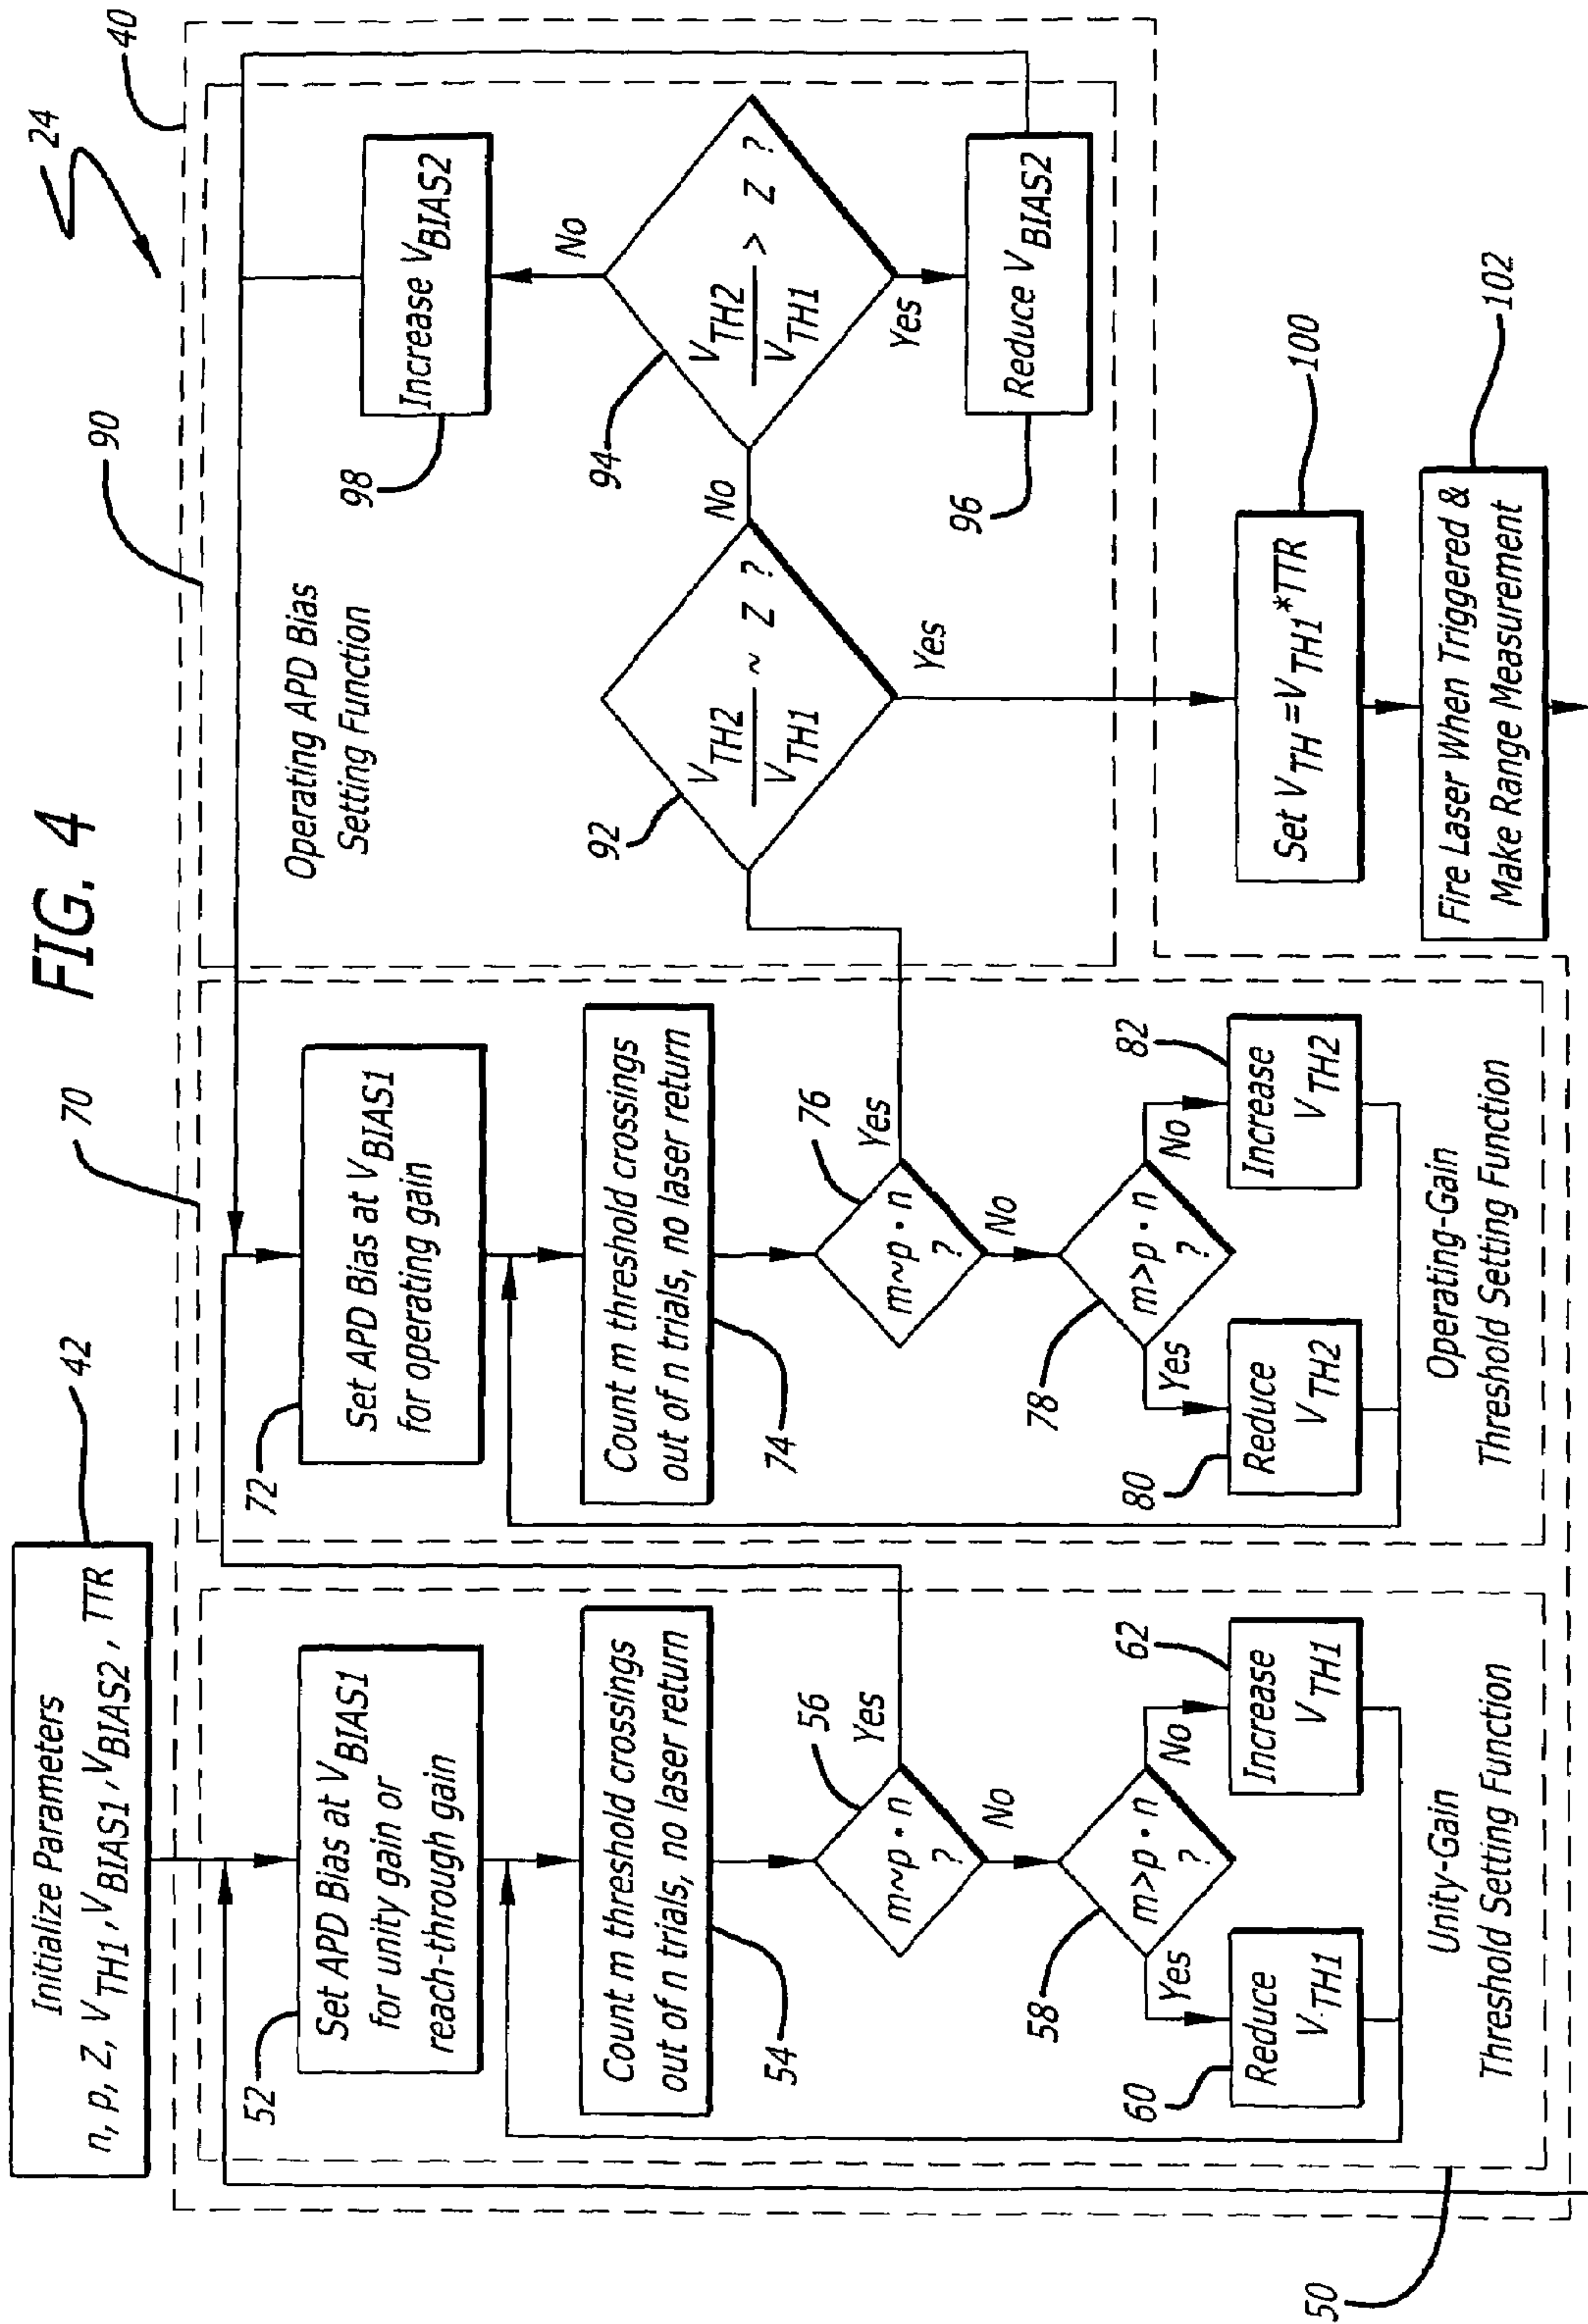 FIG. 4
24
40
42
Initialize Parameters
n, p, Z, VTH1, VBIAS1, VBIAS2, TTR
50
52
Set APD Bias at VBIAS1
for unity gain or
reach-through gain
54
Count m threshold crossings
out of n trials, no laser return
56
m~p • n
?
Yes
No
58
m>p • n
?
Yes
No
60
Reduce
VTH1
62
Increase
VTH1
Unity-Gain
Threshold Setting Function
70
72
Set APD Bias at VBIAS1
for operating gain
74
Count m threshold crossings
out of n trials, no laser return
76
m~p • n
?
Yes
No
78
m>p • n
?
Yes
No
80
Reduce
VTH2
82
Increase
VTH2
Operating-Gain
Threshold Setting Function
90
Operating APD Bias
Setting Function
92
VTH2
VTH1
~ Z ?
No
Yes
94
VTH2
VTH1
> Z ?
No
Yes
98
Increase VBIAS2
96
Reduce VBIAS2
100
Set VTH=VTH1*TTR
102
Fire Laser When Triggered &
Make Range Measurement